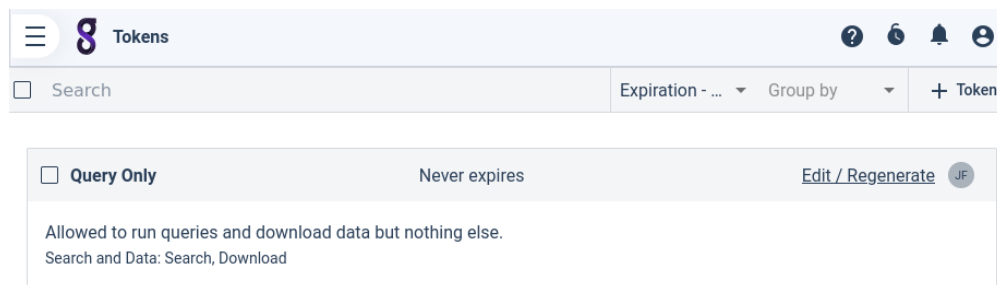 Tokens
Search Expiration - ... Group by + Token
Query Only Never expires Edit / Regenerate JF
Allowed to run queries and download data but nothing else.
Search and Data: Search, Download